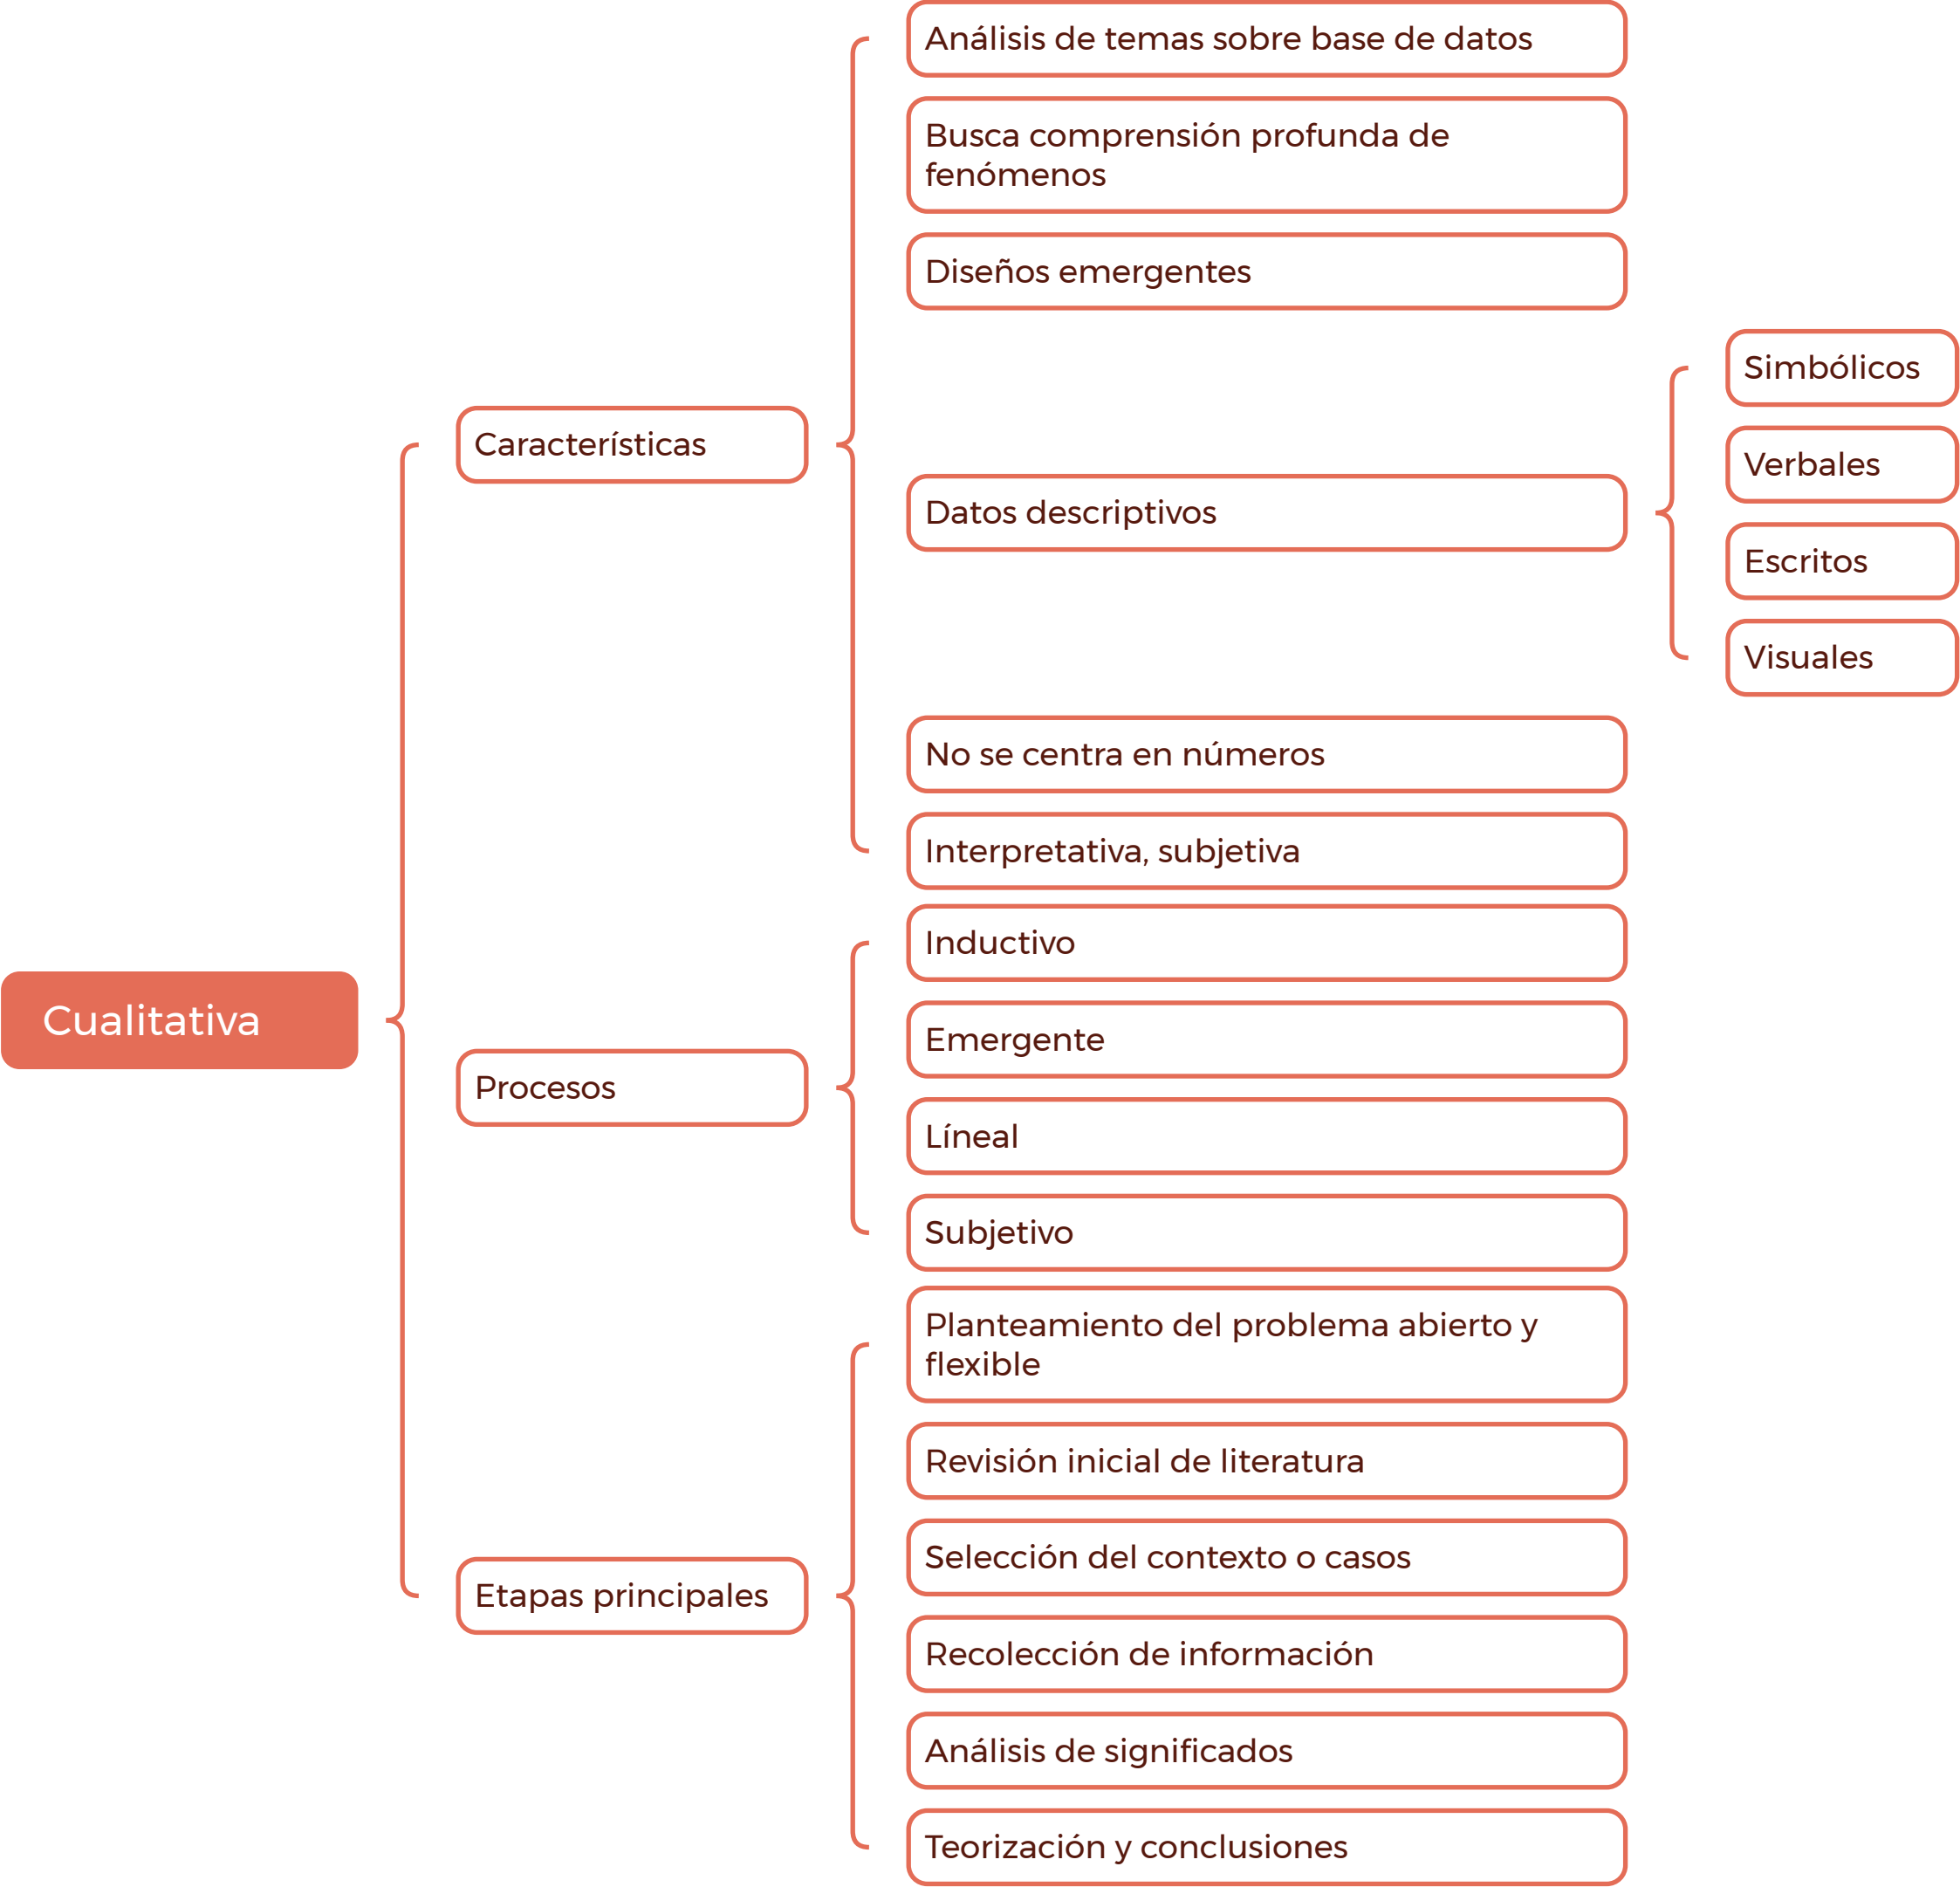 Análisis de temas sobre base de datos
Busca comprensión profunda de
fenómenos
Diseños emergentes
Simbólicos
Características
Verbales
Datos descriptivos
Escritos
Visuales
No se centra en números
Interpretativa, subjetiva
Inductivo
Cualitativa
Emergente
Procesos
Líneal
Subjetivo
Planteamiento del problema abierto y
flexible
Revisión inicial de literatura
Selección del contexto o casos
Etapas principales
Recolección de información
Análisis de significados
Teorización y conclusiones